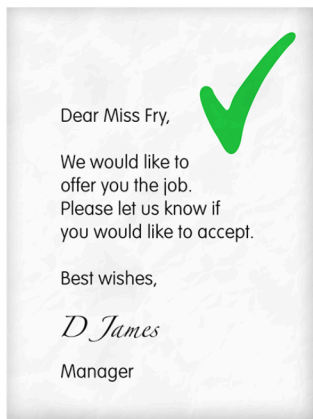 Dear Miss Fry,
We would like to
offer you the job.
Please let us know if
you would like to accept.
Best wishes,
D James
Manager